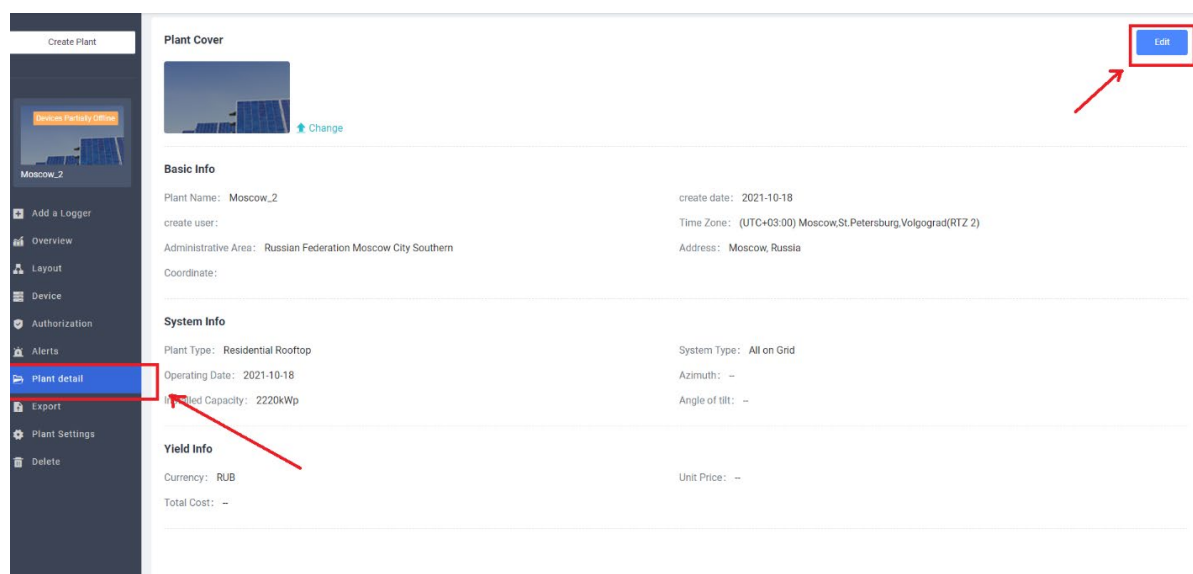 Create Plant
Devices Partially Offline
Moscow_2
Add a Logger
Overview
Layout
Device
Authorization
Alerts
Plant detail
Export
Plant Settings
Delete
Plant Cover
Edit
Change
Basic Info
Plant Name: Moscow_2
create date: 2021-10-18
create user:
Time Zone: (UTC+03:00) Moscow,St.Petersburg,Volgograd(RTZ 2)
Administrative Area: Russian Federation Moscow City Southern
Address: Moscow, Russia
Coordinate:
System Info
Plant Type: Residential Rooftop
System Type: All on Grid
Operating Date: 2021-10-18
Azimuth: --
Installed Capacity: 2220kWp
Angle of tilt: --
Yield Info
Currency: RUB
Unit Price: --
Total Cost: --